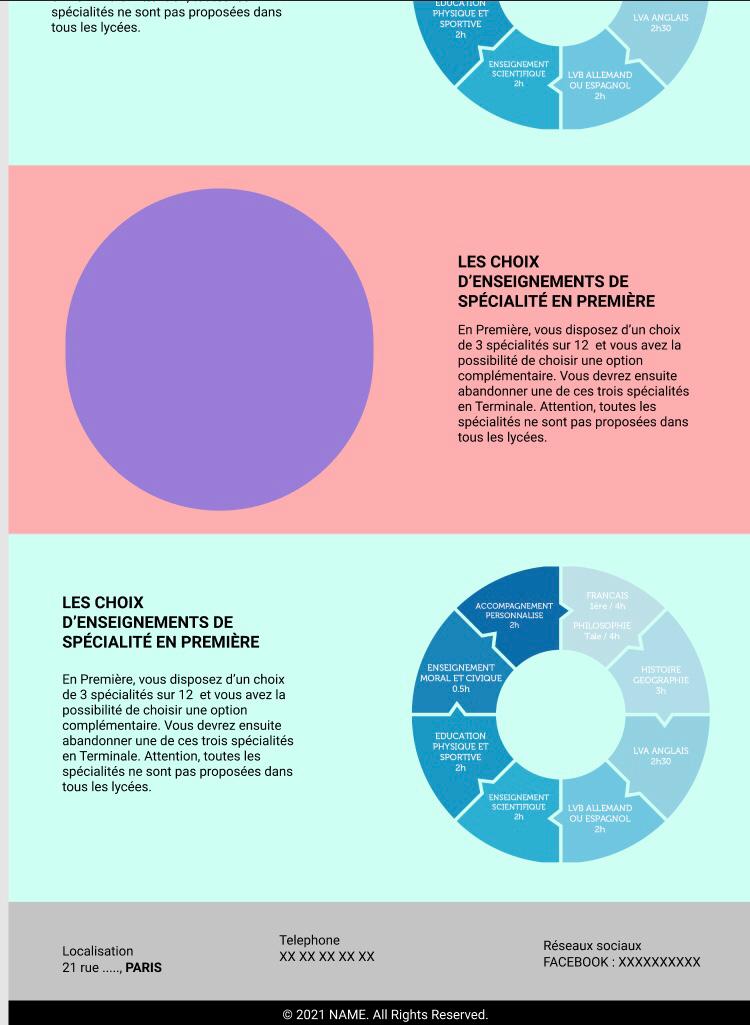 spécialités ne sont pas proposées dans
tous les lycées.
EDUCATION
PHYSIQUE ET
SPORTIVE
2h
ENSEIGNEMENT
SCIENTIFIQUE
2h
LVB ALLEMAND
OU ESPAGNOL
2h
LVA ANGLAIS
2h30
LES CHOIX
D'ENSEIGNEMENTS DE
SPÉCIALITÉ EN PREMIÈRE
En Première, vous disposez d'un choix
de 3 spécialités sur 12 et vous avez la
possibilité de choisir une option
complémentaire. Vous devrez ensuite
abandonner une de ces trois spécialités
en Terminale. Attention, toutes les
spécialités ne sont pas proposées dans
tous les lycées.
LES CHOIX
D'ENSEIGNEMENTS DE
SPÉCIALITÉ EN PREMIÈRE
En Première, vous disposez d'un choix
de 3 spécialités sur 12 et vous avez la
possibilité de choisir une option
complémentaire. Vous devrez ensuite
abandonner une de ces trois spécialités
en Terminale. Attention, toutes les
spécialités ne sont pas proposées dans
tous les lycées.
ACCOMPAGNEMENT
PERSONNALISE
2h
FRANCAIS
1ère / 4h
PHILOSOPHIE
Tale / 4h
HISTOIRE
GEOGRAPHIE
3h
LVA ANGLAIS
2h30
LVB ALLEMAND
OU ESPAGNOL
2h
ENSEIGNEMENT
SCIENTIFIQUE
2h
EDUCATION
PHYSIQUE ET
SPORTIVE
2h
ENSEIGNEMENT
MORAL ET CIVIQUE
0.5h
Localisation
21 rue ....., PARIS
Telephone
XX XX XX XX XX
Réseaux sociaux
FACEBOOK : XXXXXXXXXX
© 2021 NAME. All Rights Reserved.